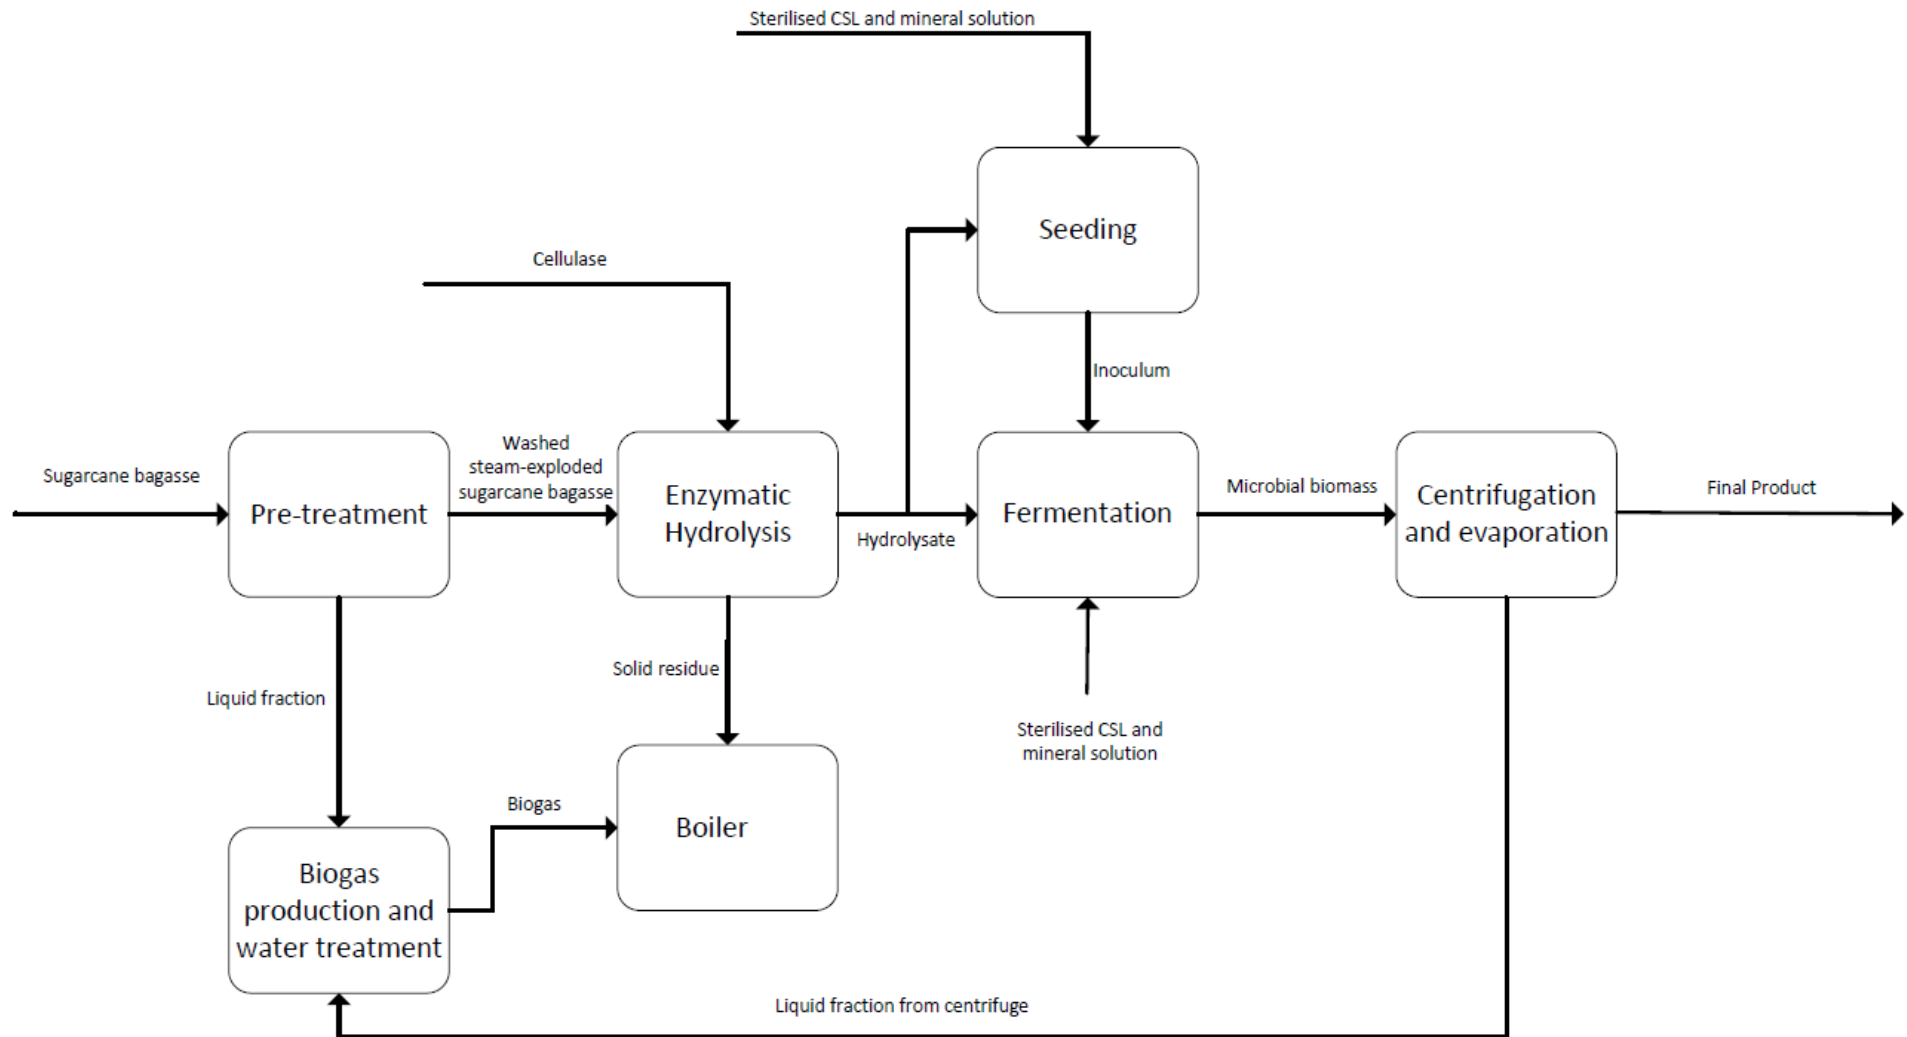 Sterilised CSL and mineral solution
Seeding
Cellulase
Inoculum
Sugarcane bagasse
Pre-treatment
Washed
steam-exploded
sugarcane bagasse
Enzymatic
Hydrolysis
Hydrolysate
Fermentation
Microbial biomass
Centrifugation
and evaporation
Final Product
Liquid fraction
Solid residue
Sterilised CSL and
mineral solution
Biogas
production and
water treatment
Biogas
Boiler
Liquid fraction from centrifuge